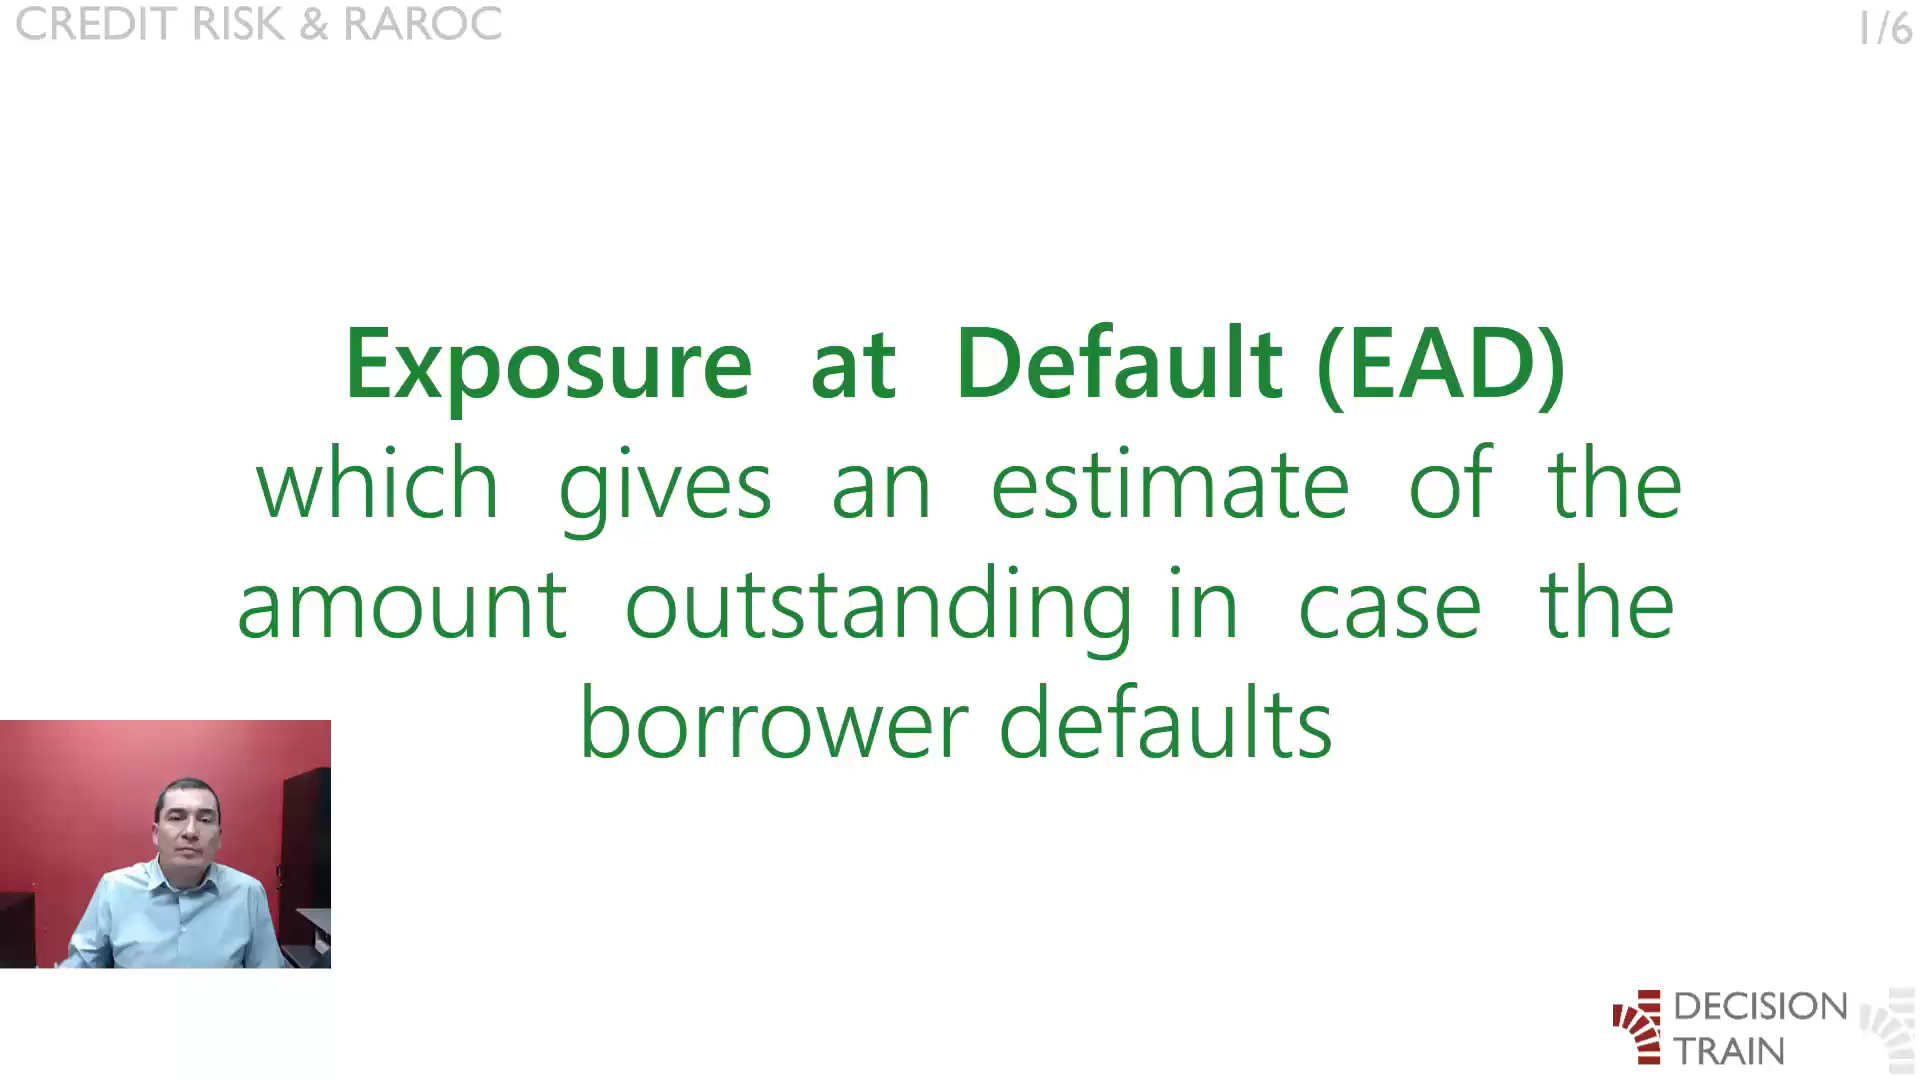 CREDIT RISK & RAROC
1/6
Exposure at Default (EAD)
which gives an estimate of the
amount outstanding in case the
borrower defaults
DECISION
TRAIN